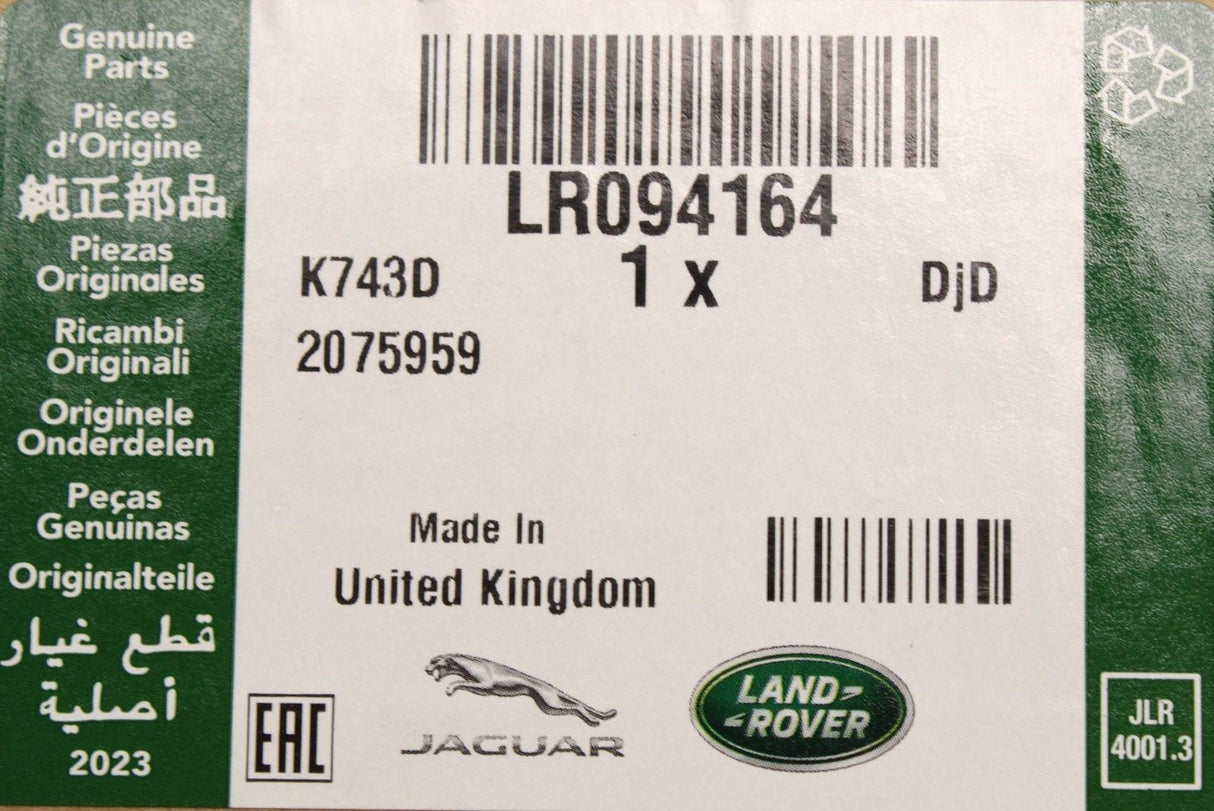 Genuine
Parts
Pièces
d'Origine
純正部品
Piezas
Originales
Ricambi
Originali
Originele
Onderdelen
Peças
Genuinas
Originalteile
قطع غيار
أصلية
2023
LR094164
K743D
1 x
DjD
2075959
Made In
United Kingdom
EAC
JAGUAR
LAND
ROVER
JLR
4001.3